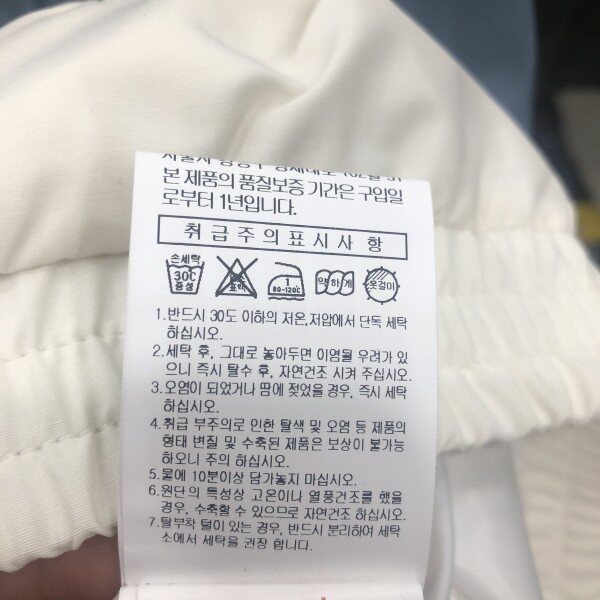 본 제품의 품질보증 기간은 구입일
로부터 1년입니다.
취급주의표시사항
손세탁
30℃
중성
염소
표백
1
80~120℃
약하게
옷걸이
1.반드시 30도 이하의 저온,저압에서 단독 세탁
하십시오.
2.세탁 후, 그대로 놓아두면 이염될 우려가 있
으니 즉시 탈수 후, 자연건조 시켜 주십시오.
3.오염이 되었거나 땀에 젖었을 경우, 즉시 세탁
하십시오.
4.취급 부주의로 인한 탈색 및 오염 등 제품의
형태 변질 및 수축된 제품은 보상이 불가능
하오니 주의 하십시오.
5.물에 10분이상 담가놓지 마십시오.
6.원단의 특성상 고온이나 열풍건조를 했을
경우, 수축할 수 있으므로 자연건조 하십시오.
7.탈부착 털이 있는 경우, 반드시 분리하여 세탁
소에서 세탁을 권장 합니다.